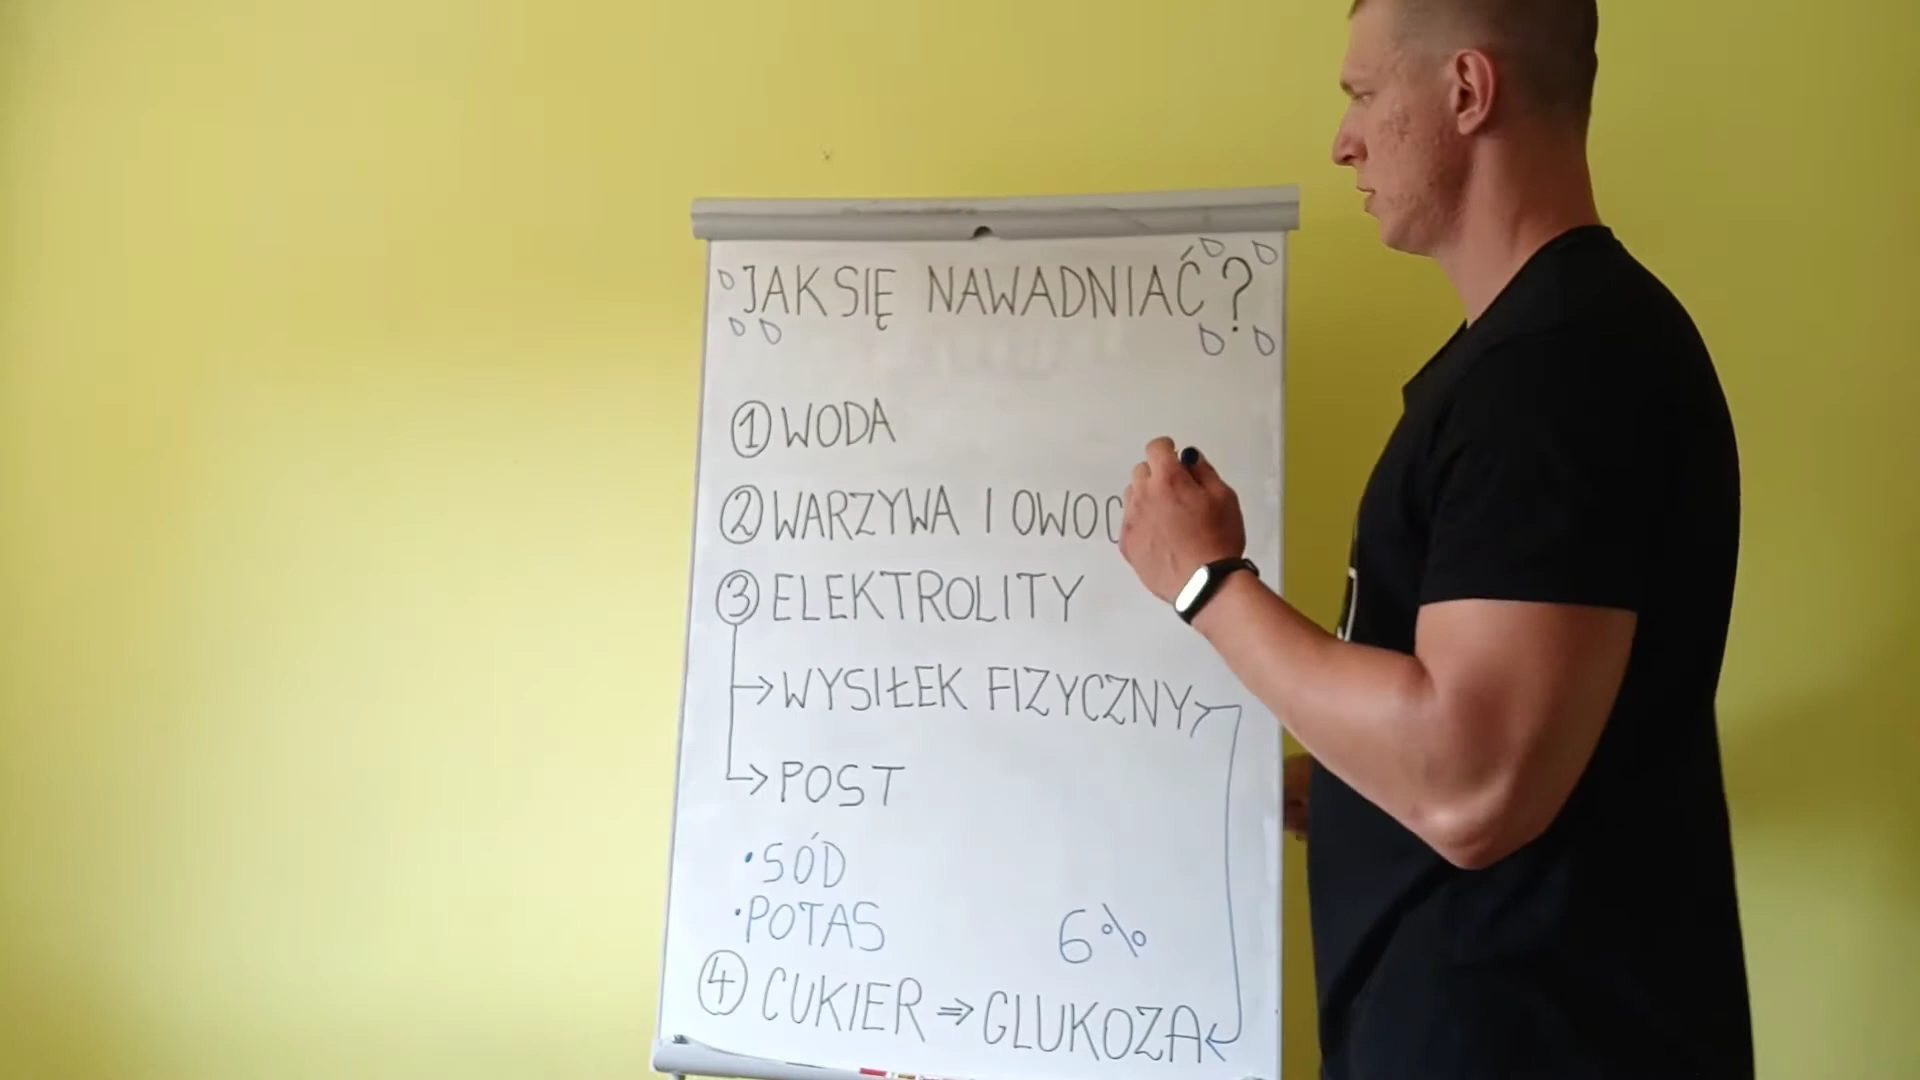 JAK SIĘ NAWADNIAĆ?
① WODA
② WARZYWA I OWOC
③ ELEKTROLITY
→ WYSIŁEK FIZYCZNY
→ POST
• SÓD
• POTAS
6%
④ CUKIER ⇒ GLUKOZA